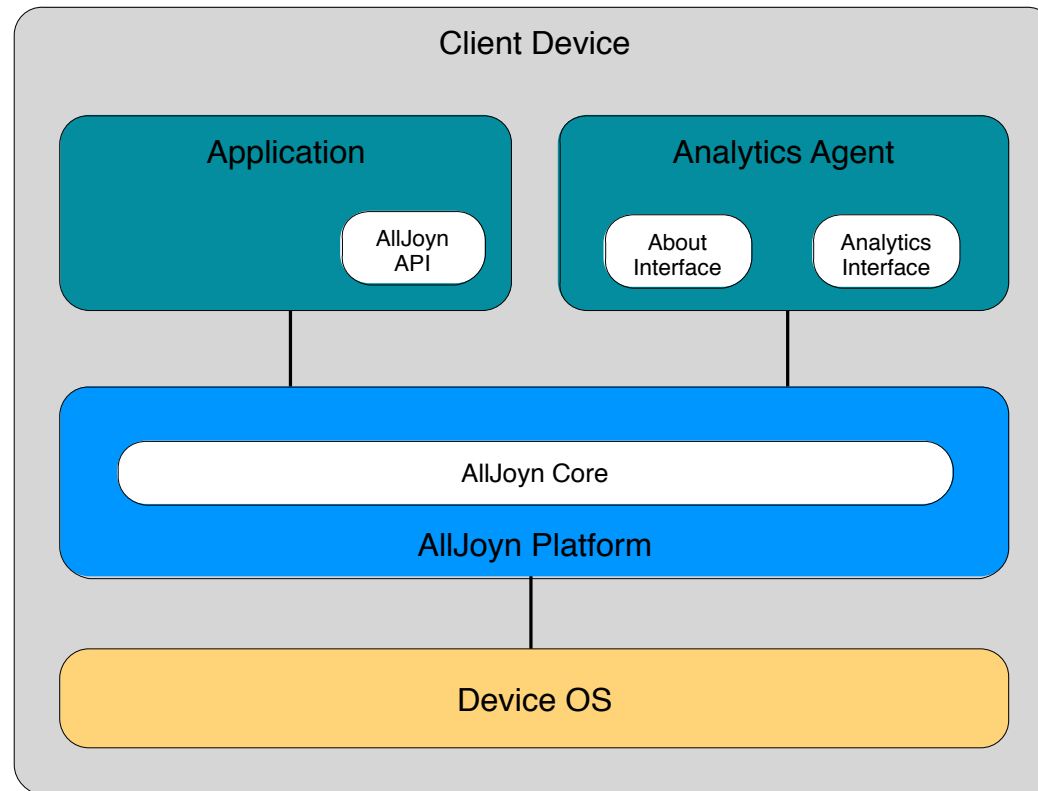 Client Device
Application
AllJoyn
API
Analytics Agent
About
Interface
Analytics
Interface
AllJoyn Core
AllJoyn Platform
Device OS